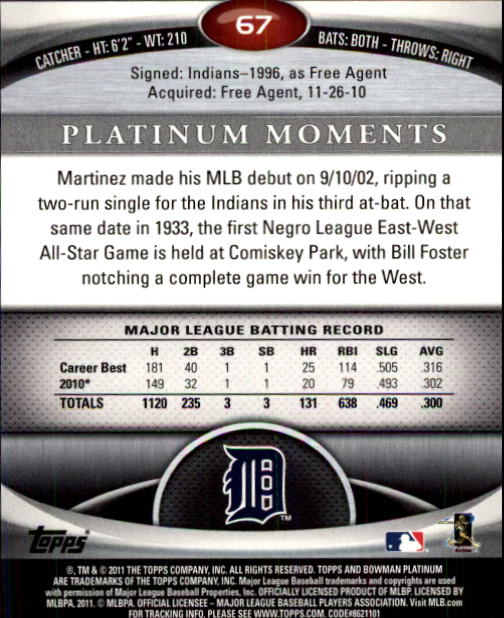 67
CATCHER - HT: 6'2" - WT: 210
BATS: BOTH - THROWS: RIGHT
Signed: Indians–1996, as Free Agent
Acquired: Free Agent, 11-26-10
PLATINUM MOMENTS
Martinez made his MLB debut on 9/10/02, ripping a
two-run single for the Indians in his third at-bat. On that
same date in 1933, the first Negro League East-West
All-Star Game is held at Comiskey Park, with Bill Foster
notching a complete game win for the West.
MAJOR LEAGUE BATTING RECORD
H 2B 3B SB HR RBI SLG AVG
Career Best 181 40 1 1 25 114 .505 .316
2010* 149 32 1 1 20 79 .493 .302
TOTALS 1120 235 3 3 131 638 .469 .300
D
TM
Topps
®, TM & © 2011 THE TOPPS COMPANY, INC. ALL RIGHTS RESERVED. TOPPS AND BOWMAN PLATINUM
ARE TRADEMARKS OF THE TOPPS COMPANY, INC. Major League Baseball trademarks and copyrights are used
with permission of Major League Baseball Properties, Inc. OFFICIALLY LICENSED PRODUCT OF MLBP. LICENSED BY
MLBPA, 2011. © MLBPA. OFFICIAL LICENSEE – MAJOR LEAGUE BASEBALL PLAYERS ASSOCIATION. Visit MLB.com
FOR TRACKING INFO. PLEASE SEE WWW.TOPPS.COM. CODE#8621101